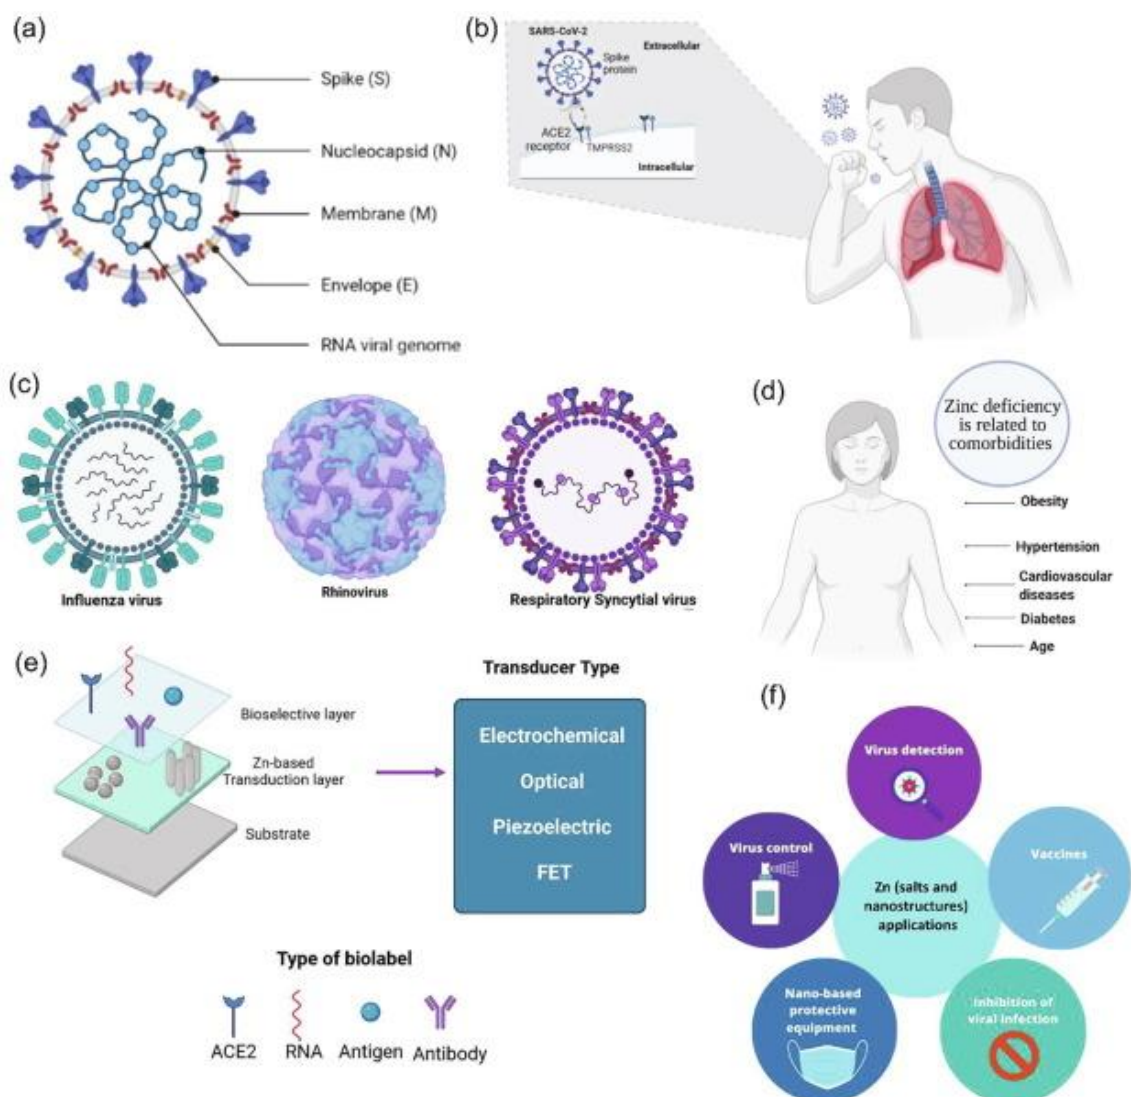 (a)
Spike (S)
Nucleocapsid (N)
Membrane (M)
Envelope (E)
RNA viral genome
(b)
SARS-CoV-2
Extracellular
Spike
protein
ACE2
receptor
TMPRSS2
Intracellular
(c)
Influenza virus
Rhinovirus
Respiratory Syncytial virus
(d)
Zinc deficiency
is related to
comorbidities
Obesity
Hypertension
Cardiovascular
diseases
Diabetes
Age
(e)
Bioselective layer
Zn-based
Transduction layer
Substrate
Transducer Type
Electrochemical
Optical
Piezoelectric
FET
Type of biolabel
ACE2
RNA
Antigen
Antibody
(f)
Virus detection
Virus control
Vaccines
Zn (salts and
nanostructures)
applications
Nano-based
protective
equipment
Inhibition of
viral infection